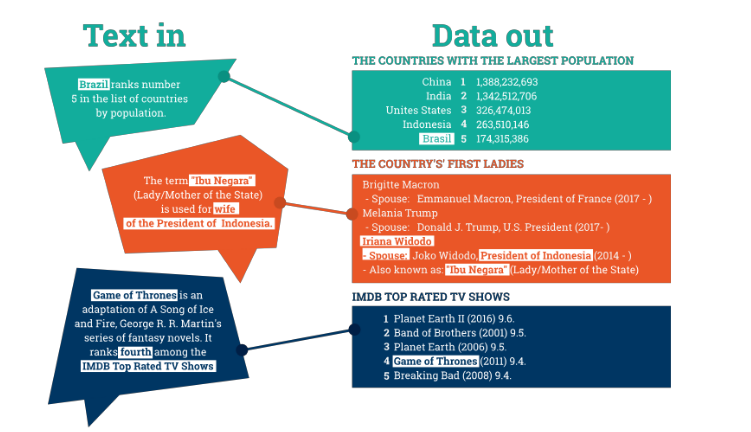 Text in
Brazil ranks number
5 in the list of countries
by population.
The term "Ibu Negara"
(Lady/Mother of the State)
is used for wife
of the President of Indonesia.
Game of Thrones is an
adaptation of A Song of Ice
and Fire, George R. R. Martin's
series of fantasy novels. It
ranks fourth among the
IMDB Top Rated TV Shows
Data out
THE COUNTRIES WITH THE LARGEST POPULATION
China 1 1,388,232,693
India 2 1,342,512,706
Unites States 3 326,474,013
Indonesia 4 263,510,146
Brasil 5 174,315,386
THE COUNTRY'S' FIRST LADIES
Brigitte Macron
- Spouse: Emmanuel Macron, President of France (2017 - )
Melania Trump
- Spouse: Donald J. Trump, U.S. President (2017- )
Iriana Widodo
- Spouse: Joko Widodo, President of Indonesia (2014 - )
- Also known as: "Ibu Negara" (Lady/Mother of the State)
IMDB TOP RATED TV SHOWS
1 Planet Earth II (2016) 9.6.
2 Band of Brothers (2001) 9.5.
3 Planet Earth (2006) 9.5.
4 Game of Thrones (2011) 9.4.
5 Breaking Bad (2008) 9.4.